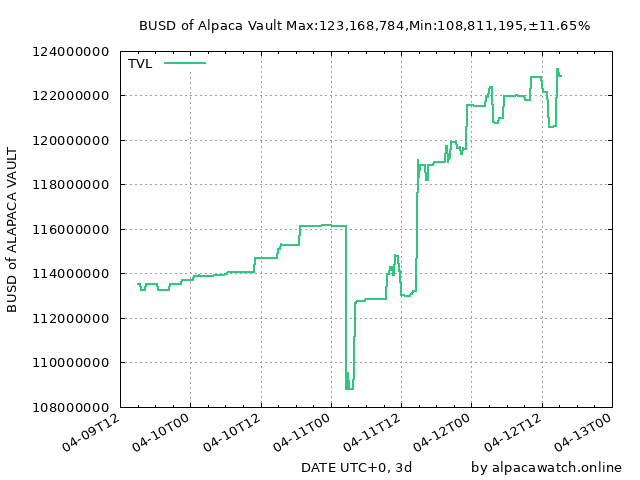 BUSD of Alpaca Vault Max:123,168,784,Min:108,811,195,±11.65%
TVL
BUSD of ALAPACA VAULT
124000000
122000000
120000000
118000000
116000000
114000000
112000000
110000000
108000000
04-09T12
04-10T00
04-10T12
04-11T00
04-11T12
04-12T00
04-12T12
04-13T00
DATE UTC+0, 3d
by alpacawatch.online